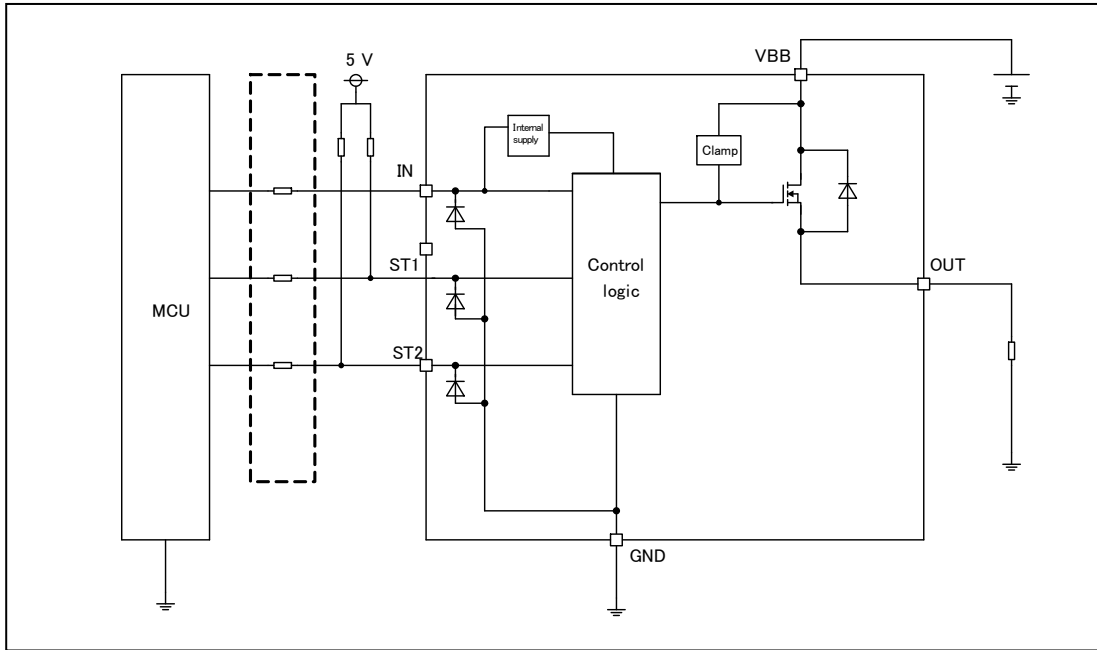 5 V
VBB
Internal
supply
Clamp
IN
ST1
Control
logic
OUT
MCU
ST2
GND